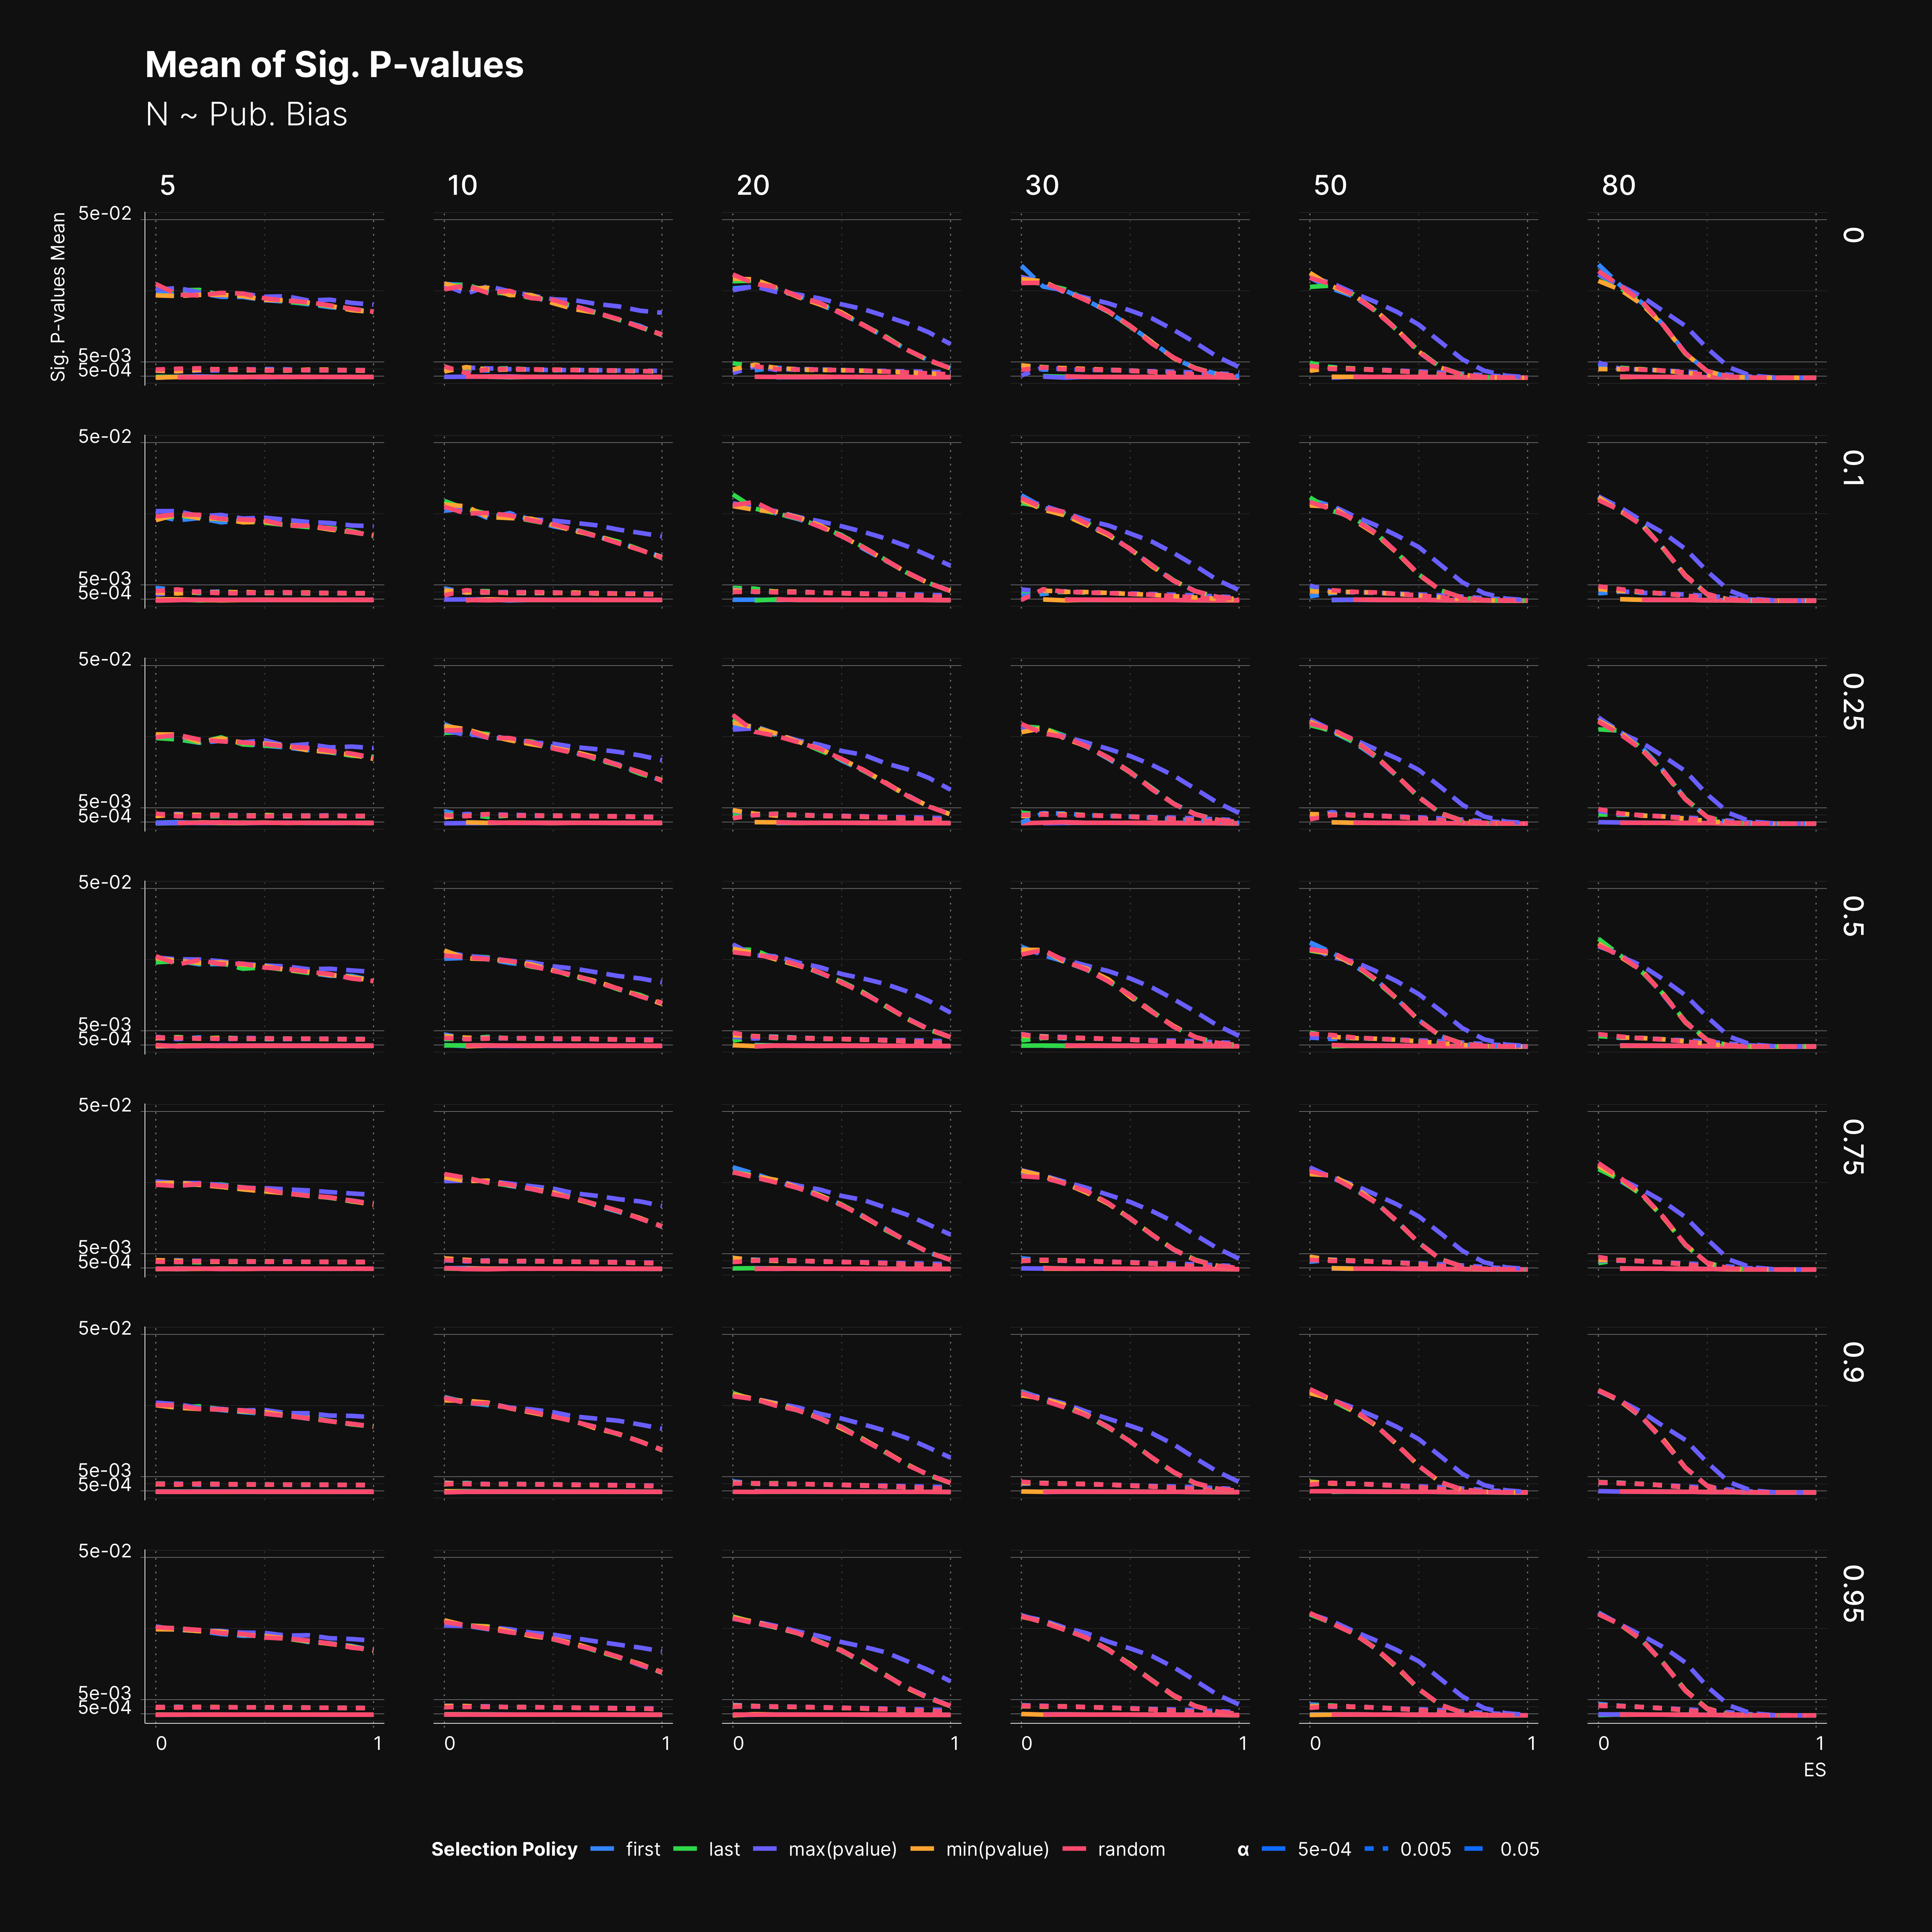 Mean of Sig. P-values
N ~ Pub. Bias
5 10 20 30 50 80
Sig. P-values Mean
5e-02
5e-03
5e-04
0
5e-02
5e-03
5e-04
0.1
5e-02
5e-03
5e-04
0.25
5e-02
5e-03
5e-04
0.5
5e-02
5e-03
5e-04
0.75
5e-02
5e-03
5e-04
0.9
5e-02
5e-03
5e-04
0.95
0 1 0 1 0 1 0 1 0 1 0 1
ES
Selection Policy first last max(pvalue) min(pvalue) random α 5e-04 0.005 0.05